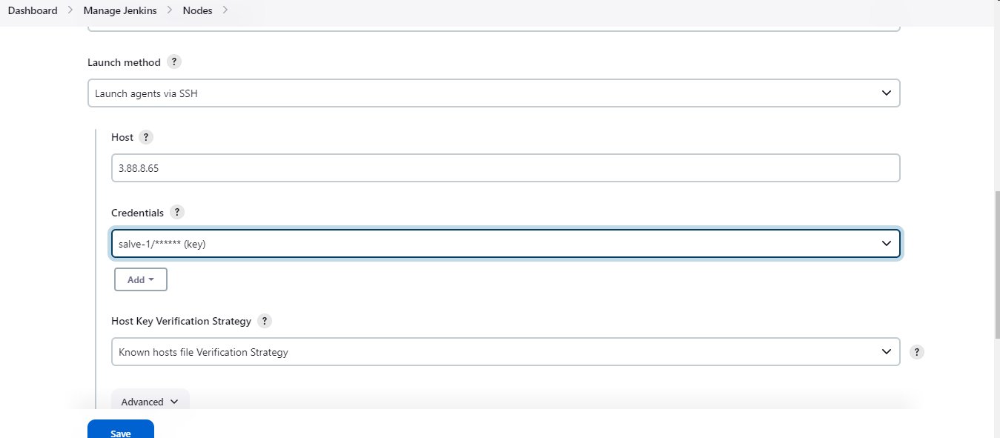 Dashboard > Manage Jenkins > Nodes >
Launch method ?
Launch agents via SSH
Host ?
3.88.8.65
Credentials ?
salve-1/****** (key)
Add
Host Key Verification Strategy ?
Known hosts file Verification Strategy
?
Advanced
Save